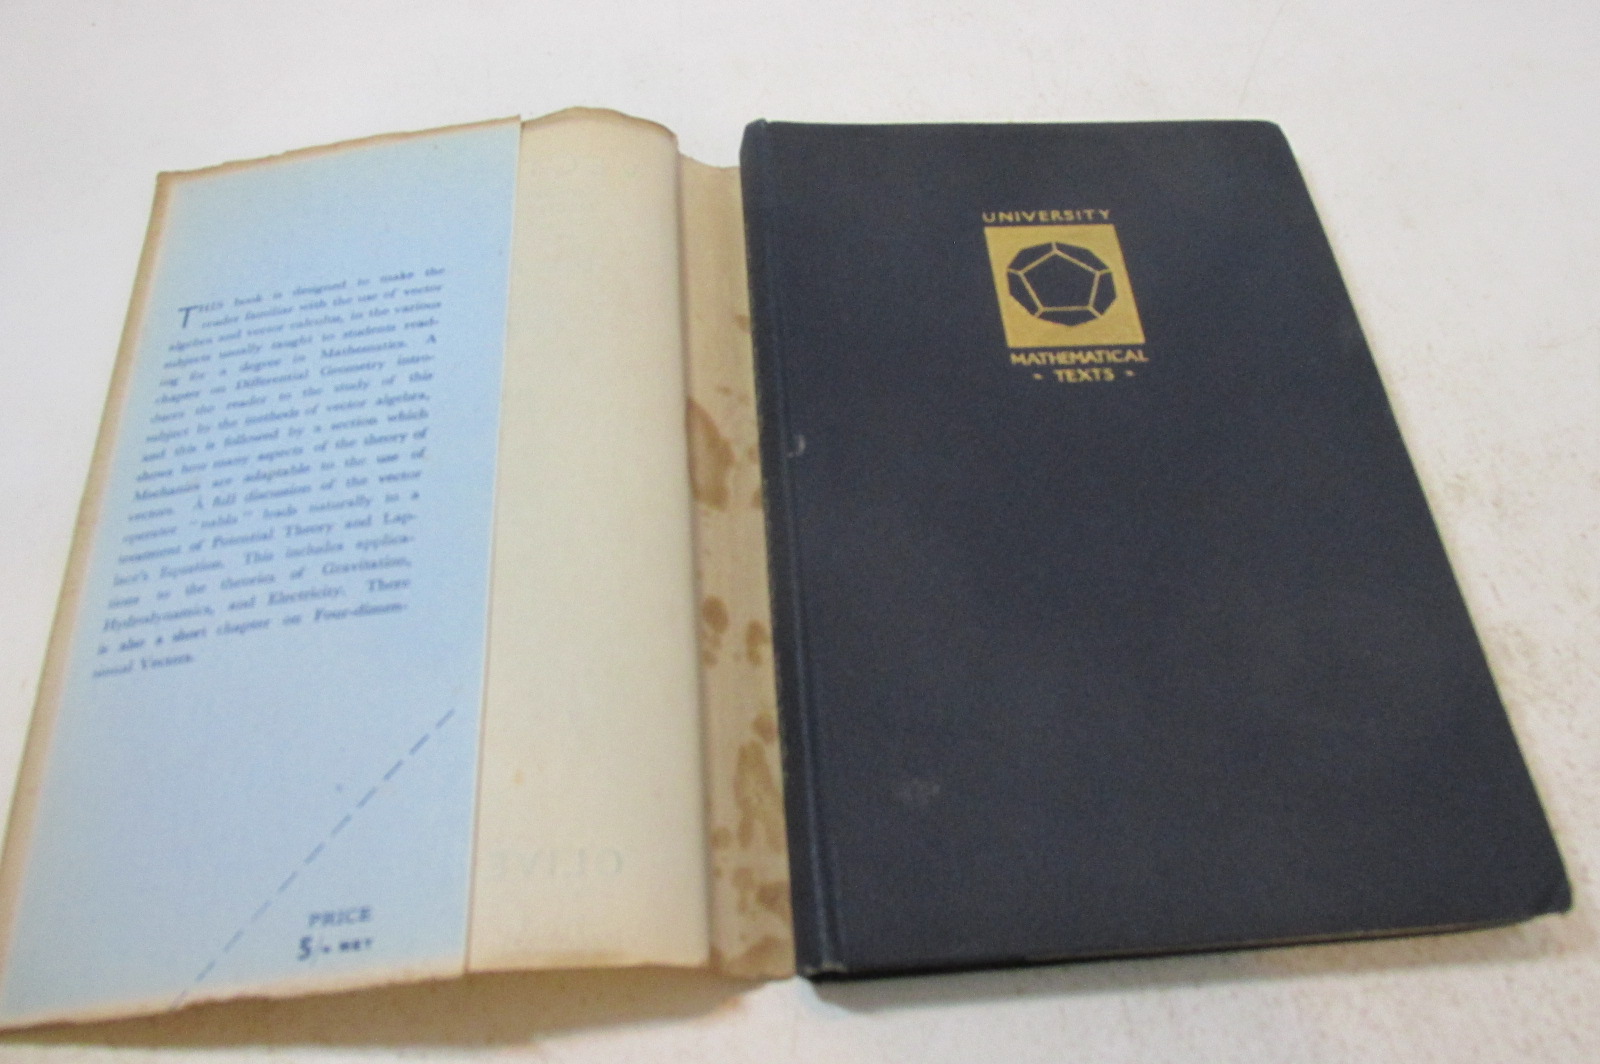 THIS book is designed to make the
reader familiar with the use of vector
algebra and vector calculus, in the various
subjects usually taught to students read-
ing for a degree in Mathematics. A
chapter on Differential Geometry intro-
duces the reader to the study of this
subject by the methods of vector algebra,
and this is followed by a section which
shows how many aspects of the theory of
Mechanics are adaptable to the use of
vectors. A full discussion of the vector
operator "nabla" leads naturally to a
treatment of Potential Theory and Lap-
lace's Equation. This includes applica-
tions to the theories of Gravitation,
Hydrodynamics, and Electricity. There
is also a short chapter on Four-dimen-
sional Vectors.
PRICE
5/- NET
OLIVE
UNIVERSITY
MATHEMATICAL
- TEXTS -